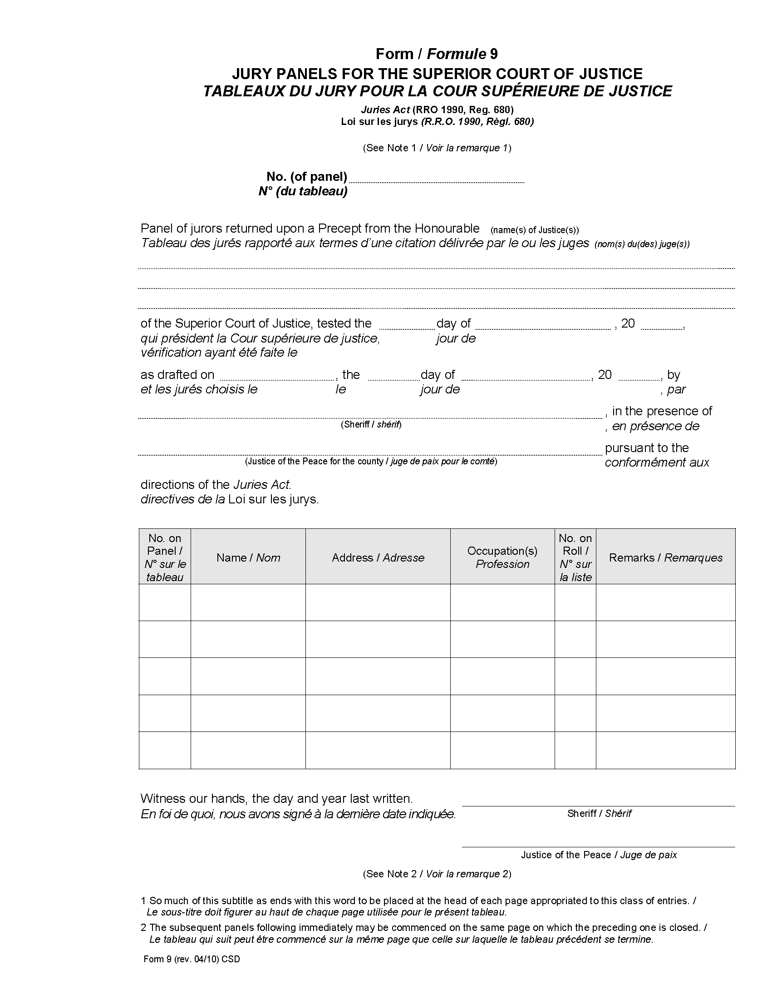 Form / Formule 9
JURY PANELS FOR THE SUPERIOR COURT OF JUSTICE
TABLEAUX DU JURY POUR LA COUR SUPÉRIEURE DE JUSTICE
Juries Act (RRO 1990, Reg. 680)
Loi sur les jurys (R.R.O. 1990, Règl. 680)
(See Note 1 / Voir la remarque 1)
No. (of panel)
N° (du tableau)
Panel of jurors returned upon a Precept from the Honourable (name(s) of Justice(s))
Tableau des jurés rapporté aux termes d’une citation délivrée par le ou les juges (nom(s) du(des) juge(s))
of the Superior Court of Justice, tested the day of , 20 ,
qui président la Cour supérieure de justice, jour de
vérification ayant été faite le
as drafted on , the day of , 20 , by
et les jurés choisis le le jour de , par
, in the presence of
(Sheriff / shérif)
, en présence de
pursuant to the
(Justice of the Peace for the county / juge de paix pour le comté)
conformément aux
directions of the Juries Act.
directives de la Loi sur les jurys.
No. on
Panel /
N° sur le
tableau
Name / Nom
Address / Adresse
Occupation(s)
Profession
No. on
Roll /
N° sur
la liste
Remarks / Remarques
Witness our hands, the day and year last written.
En foi de quoi, nous avons signé à la dernière date indiquée.
Sheriff / Shérif
Justice of the Peace / Juge de paix
(See Note 2 / Voir la remarque 2)
1 So much of this subtitle as ends with this word to be placed at the head of each page appropriated to this class of entries. /
Le sous-titre doit figurer au haut de chaque page utilisée pour le présent tableau.
2 The subsequent panels following immediately may be commenced on the same page on which the preceding one is closed. /
Le tableau qui suit peut être commencé sur la même page que celle sur laquelle le tableau précédent se termine.
Form 9 (rev. 04/10) CSD